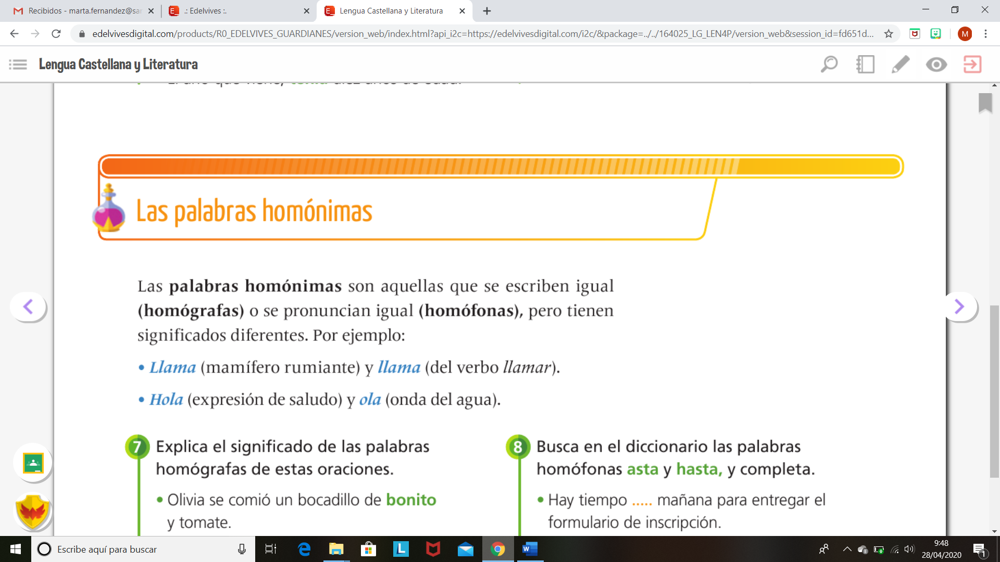 Recibidos - marta.fernandez@sar
.: Edelvives :.
Lengua Castellana y Literatura
edelvivesdigital.com/products/R0_EDELVIVES_GUARDIANES/version_web/index.html?api_i2c=https://edelvivesdigital.com/i2c/&package=../../164025_LG_LEN4P/version_web&session_id=fd651d...
M
Lengua Castellana y Literatura
Las palabras homónimas
Las palabras homónimas son aquellas que se escriben igual
(homógrafas) o se pronuncian igual (homófonas), pero tienen
significados diferentes. Por ejemplo:
• Llama (mamífero rumiante) y llama (del verbo llamar).
• Hola (expresión de saludo) y ola (onda del agua).
7 Explica el significado de las palabras
homógrafas de estas oraciones.
• Olivia se comió un bocadillo de bonito
y tomate.
8 Busca en el diccionario las palabras
homófonas asta y hasta, y completa.
• Hay tiempo ..... mañana para entregar el
formulario de inscripción.
Escribe aquí para buscar
9:48
28/04/2020
1